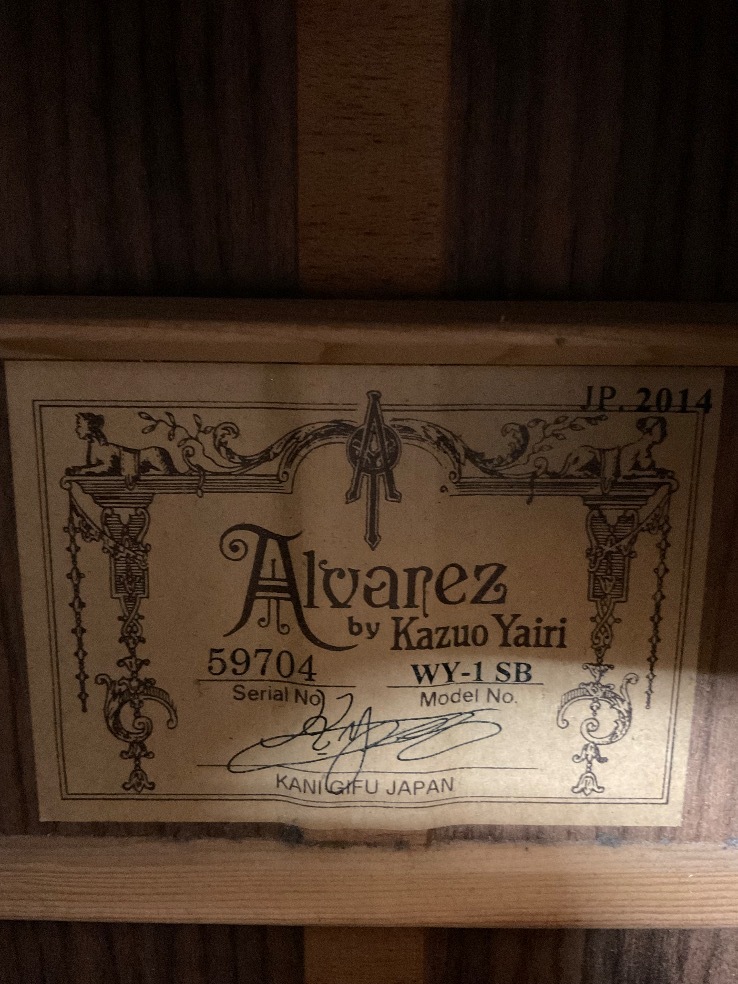 JP. 2014
Alvarez
by Kazuo Yairi
59704 WY-1 SB
Serial No. Model No.
KANI GIFU JAPAN